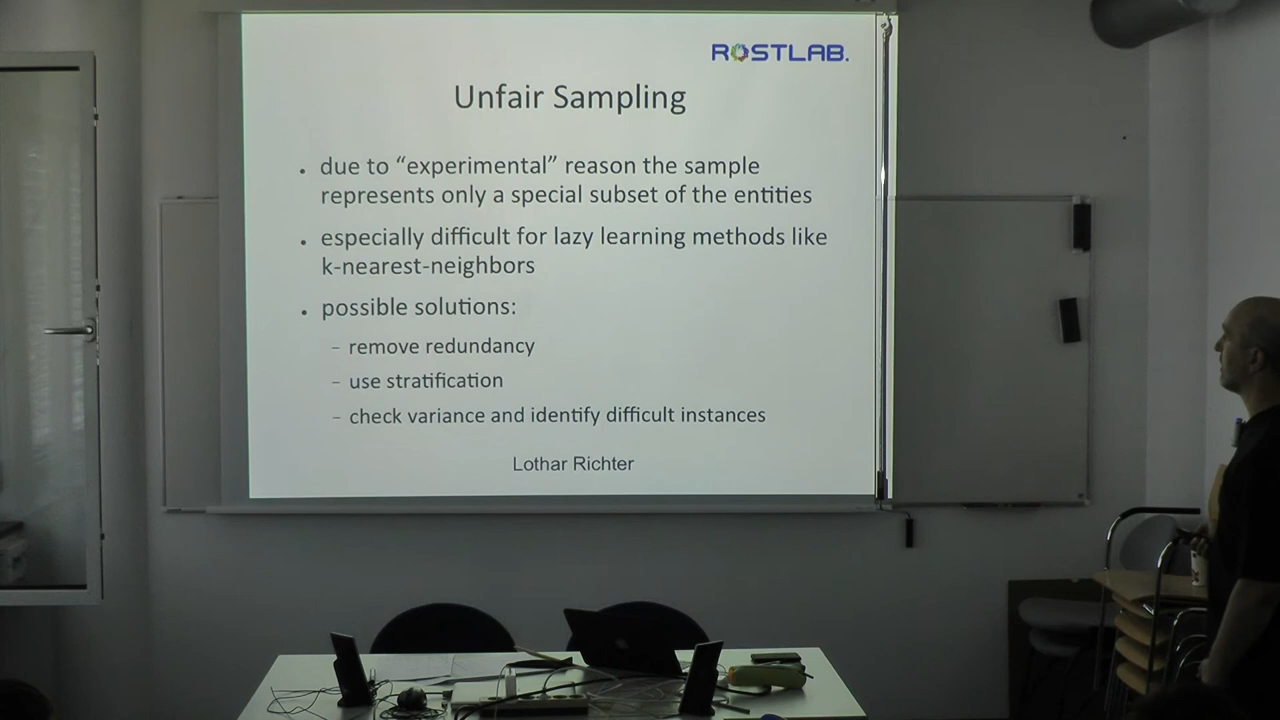 ROSTLAB.
Unfair Sampling
due to “experimental” reason the sample
represents only a special subset of the entities
especially difficult for lazy learning methods like
k-nearest-neighbors
possible solutions:
– remove redundancy
– use stratification
– check variance and identify difficult instances
Lothar Richter